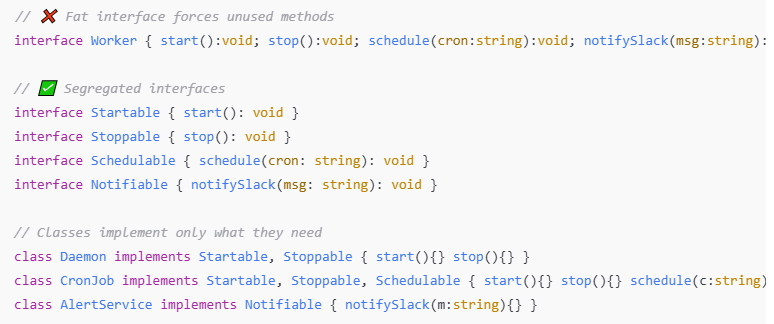 // ❌ Fat interface forces unused methods
interface Worker { start():void; stop():void; schedule(cron:string):void; notifySlack(msg:string):
// ✅ Segregated interfaces
interface Startable { start(): void }
interface Stoppable { stop(): void }
interface Schedulable { schedule(cron: string): void }
interface Notifiable { notifySlack(msg: string): void }
// Classes implement only what they need
class Daemon implements Startable, Stoppable { start(){} stop(){} }
class CronJob implements Startable, Stoppable, Schedulable { start(){} stop(){} schedule(c:string)
class AlertService implements Notifiable { notifySlack(m:string){} }